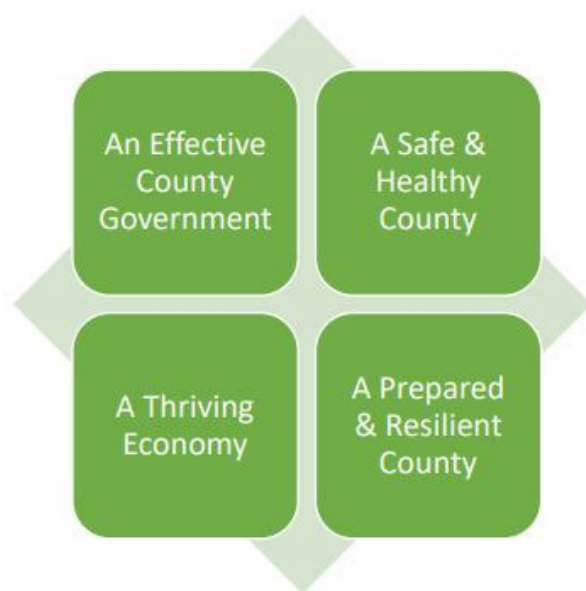 An Effective
County
Government
A Safe &
Healthy
County
A Thriving
Economy
A Prepared
& Resilient
County